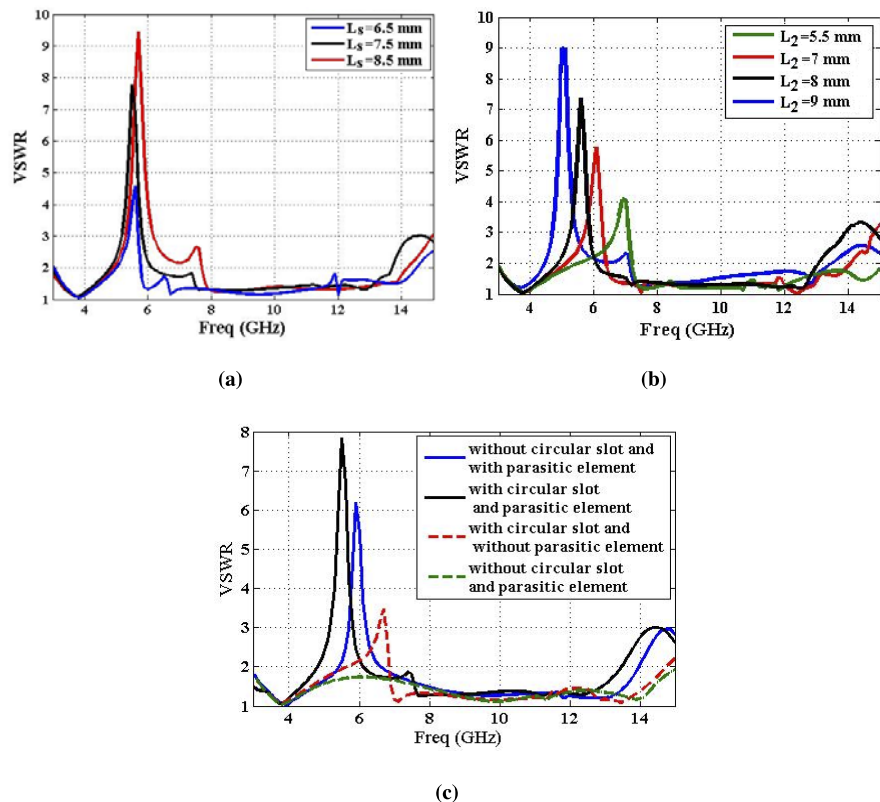 10
9
8
7
6
5
4
3
2
1
VSWR
Ls=6.5 mm
Ls=7.5 mm
Ls=8.5 mm
4 6 8 10 12 14
Freq (GHz)
(a)
10
9
8
7
6
5
4
3
2
1
VSWR
L2=5.5 mm
L2=7 mm
L2=8 mm
L2=9 mm
4 6 8 10 12 14
Freq (GHz)
(b)
8
7
6
5
4
3
2
1
VSWR
without circular slot and
with parasitic element
with circular slot
and parasitic element
with circular slot and
without parasitic element
without circular slot
and parasitic element
4 6 8 10 12 14
Freq (GHz)
(c)